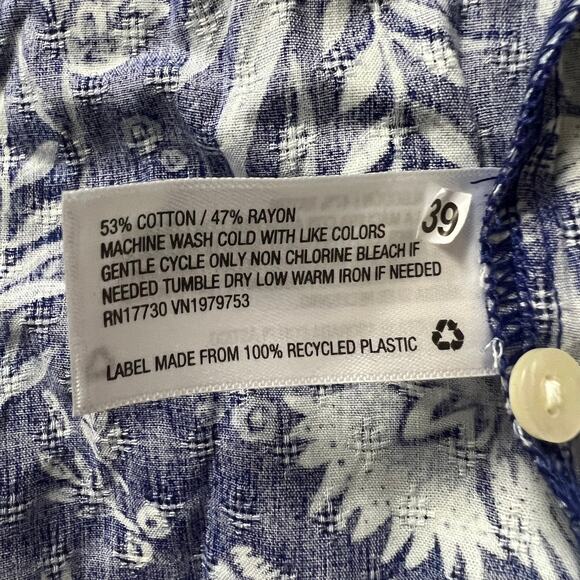 53% COTTON / 47% RAYON
MACHINE WASH COLD WITH LIKE COLORS
GENTLE CYCLE ONLY NON CHLORINE BLEACH IF
NEEDED TUMBLE DRY LOW WARM IRON IF NEEDED
RN17730 VN1979753
39
LABEL MADE FROM 100% RECYCLED PLASTIC